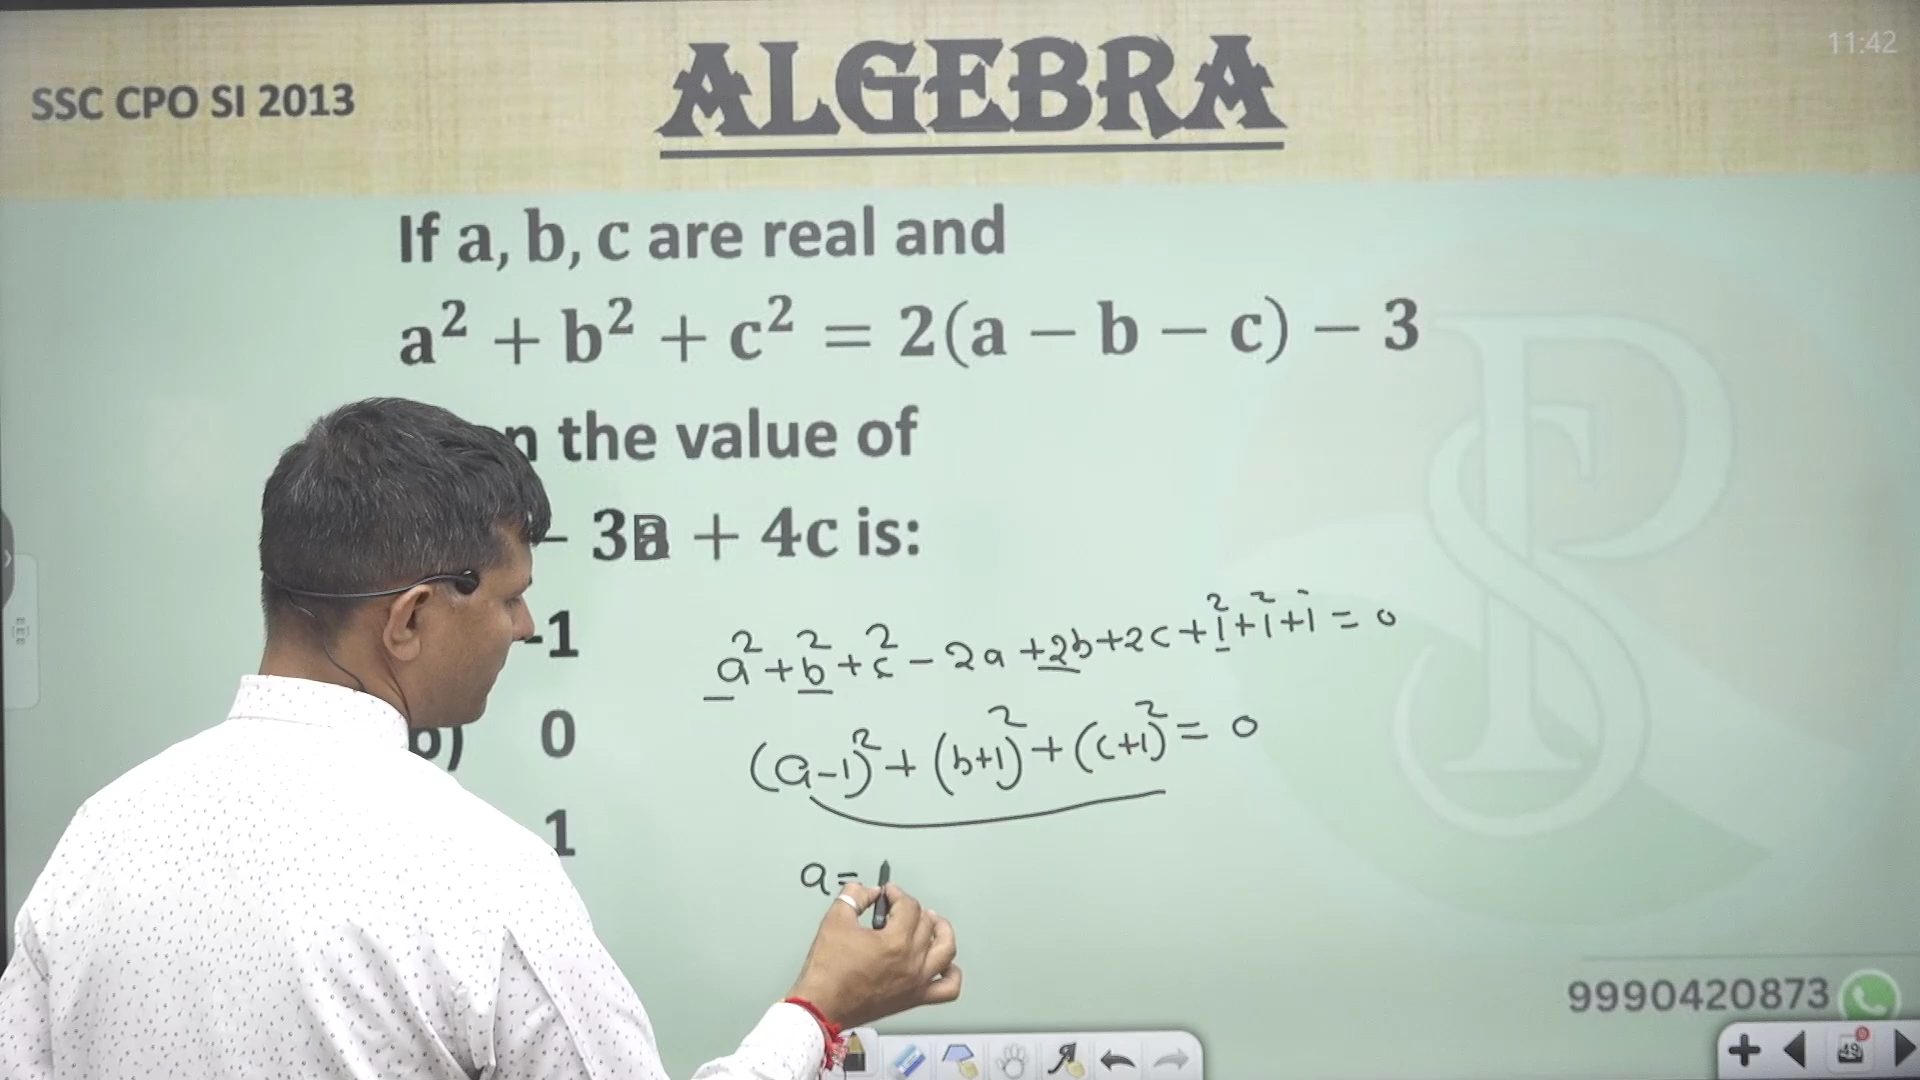 11:42
SSC CPO SI 2013
ALGEBRA
If a, b, c are real and
a² + b² + c² = 2(a − b − c) − 3
the value of
− 3a + 4c is:
-1
a² + b² + c² − 2a + 2b + 2c + 1² + 1² + 1 = 0
b) 0
(a−1)² + (b+1)² + (c+1)² = 0
1
a =
9990420873
49